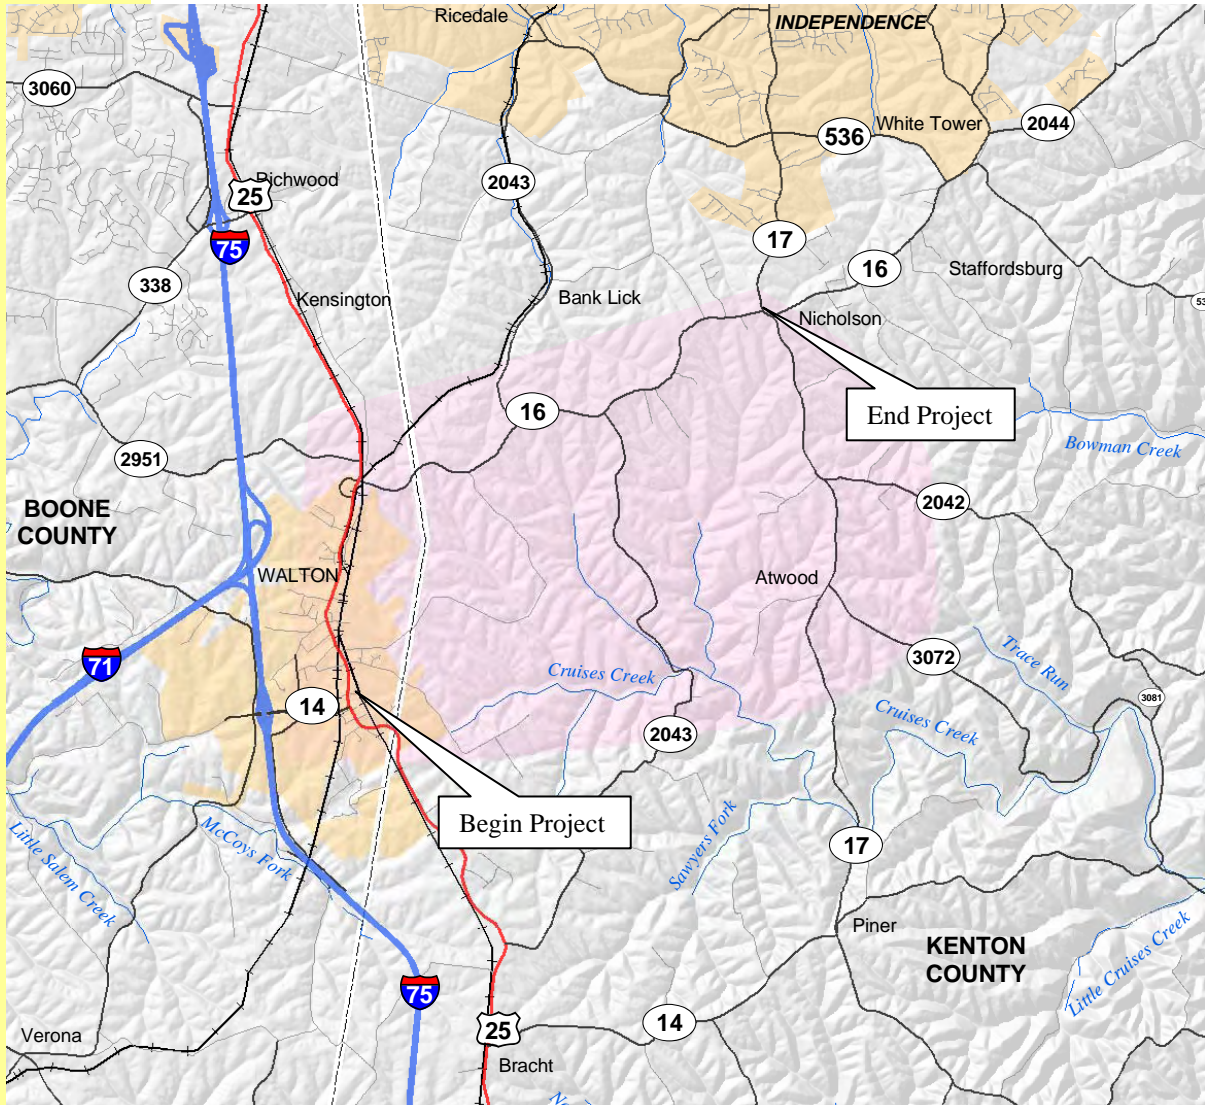 Ricedale
INDEPENDENCE
3060
536
White Tower
2044
Richwood
25
2043
75
17
16
Staffordsburg
338
Kensington
Bank Lick
Nicholson
16
End Project
2951
Bowman Creek
BOONE
COUNTY
2042
WALTON
Atwood
71
Cruises Creek
3072
Trace Run
3081
14
Cruises Creek
2043
Begin Project
Little Salem Creek
McCoys Fork
Sawyers Fork
17
Piner
KENTON
COUNTY
Little Cruises Creek
75
25
14
Verona
Bracht